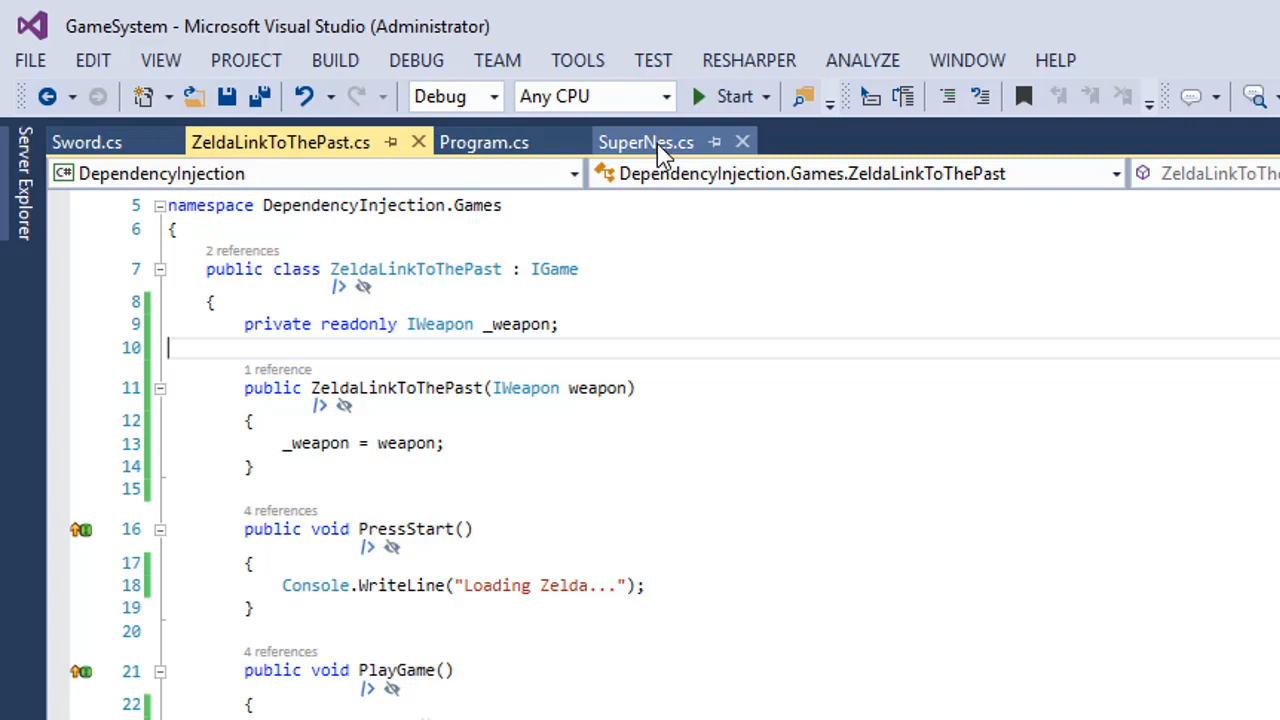 GameSystem - Microsoft Visual Studio (Administrator)
FILE EDIT VIEW PROJECT BUILD DEBUG TEAM TOOLS TEST RESHARPER ANALYZE WINDOW HELP
Debug Any CPU Start
Server Explorer
Sword.cs ZeldaLinkToThePast.cs Program.cs SuperNes.cs
C# DependencyInjection DependencyInjection.Games.ZeldaLinkToThePast ZeldaLinkToThe
5 namespace DependencyInjection.Games
6 {
2 references
7 public class ZeldaLinkToThePast : IGame
8 {
9 private readonly IWeapon _weapon;
10
1 reference
11 public ZeldaLinkToThePast(IWeapon weapon)
12 {
13 _weapon = weapon;
14 }
15
4 references
16 public void PressStart()
17 {
18 Console.WriteLine("Loading Zelda...");
19 }
20
4 references
21 public void PlayGame()
22 {